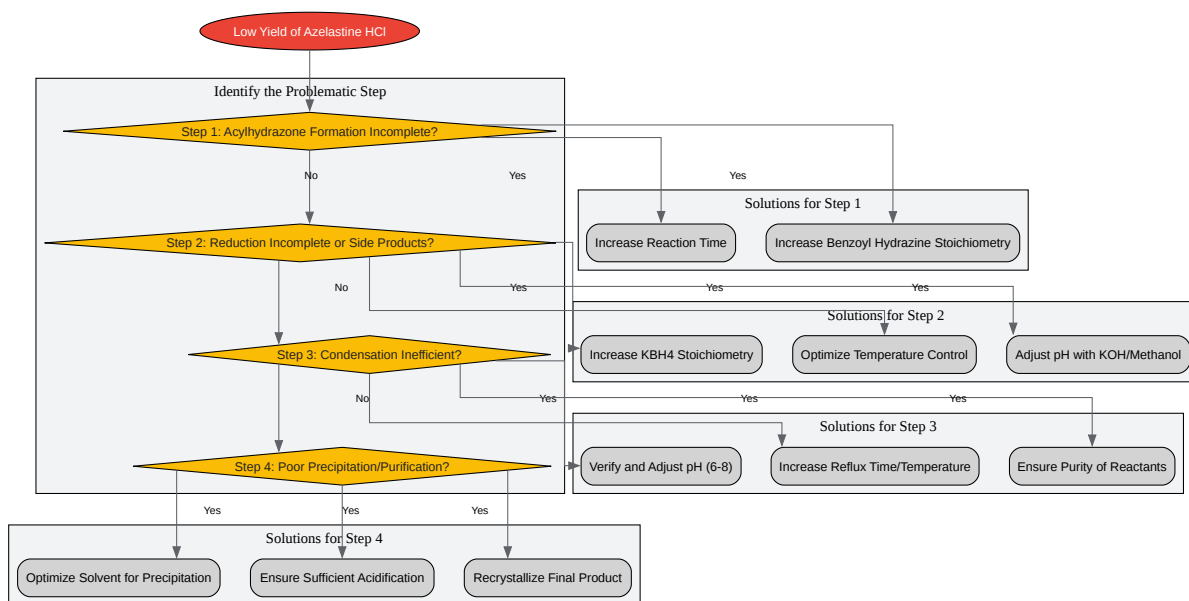 Low Yield of Azelastine HCl
Identify the Problematic Step
Step 1: Acylhydrazone Formation Incomplete?
No
Yes
Yes
Solutions for Step 1
Increase Reaction Time
Increase Benzoyl Hydrazine Stoichiometry
Step 2: Reduction Incomplete or Side Products?
No
Yes
Yes
Yes
Solutions for Step 2
Increase KBH4 Stoichiometry
Optimize Temperature Control
Adjust pH with KOH/Methanol
Step 3: Condensation Inefficient?
No
Yes
Yes
Yes
Solutions for Step 3
Verify and Adjust pH (6-8)
Increase Reflux Time/Temperature
Ensure Purity of Reactants
Step 4: Poor Precipitation/Purification?
Yes
Yes
Yes
Solutions for Step 4
Optimize Solvent for Precipitation
Ensure Sufficient Acidification
Recrystallize Final Product